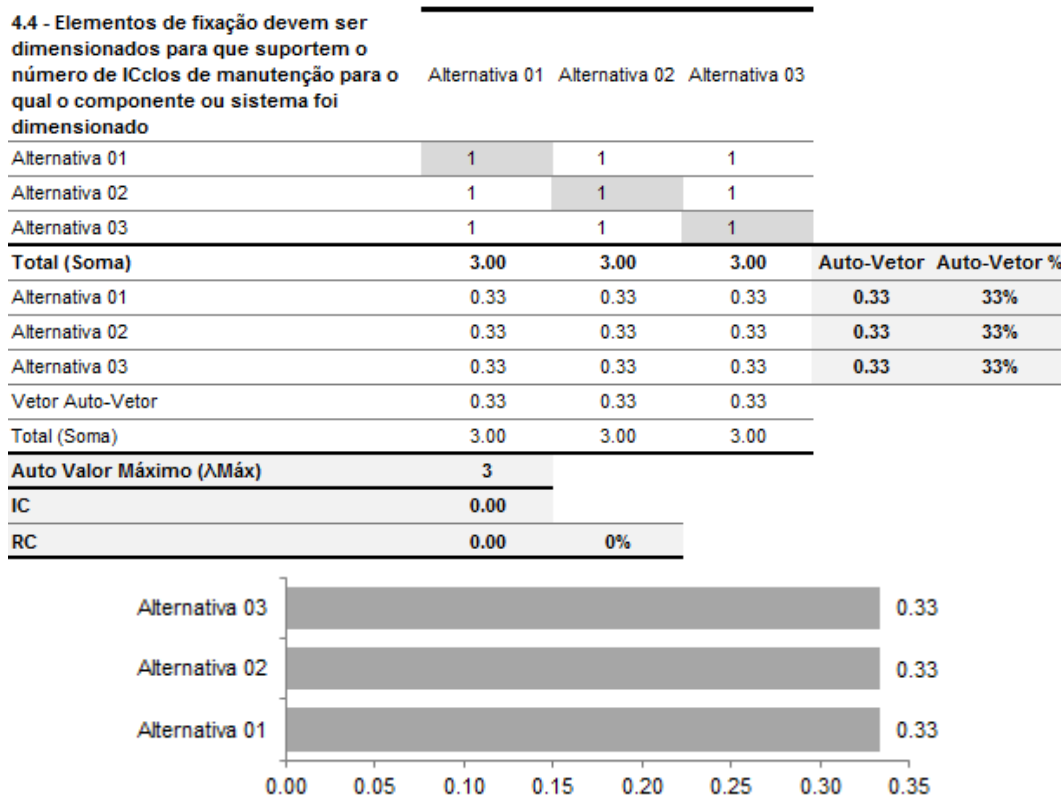 4.4 - Elementos de fixação devem ser
dimensionados para que suportem o
número de ICclos de manutenção para o
qual o componente ou sistema foi
dimensionado
Alternativa 01 Alternativa 02 Alternativa 03
Alternativa 01 1 1 1
Alternativa 02 1 1 1
Alternativa 03 1 1 1
Total (Soma) 3.00 3.00 3.00 Auto-Vetor Auto-Vetor %
Alternativa 01 0.33 0.33 0.33 0.33 33%
Alternativa 02 0.33 0.33 0.33 0.33 33%
Alternativa 03 0.33 0.33 0.33 0.33 33%
Vetor Auto-Vetor 0.33 0.33 0.33
Total (Soma) 3.00 3.00 3.00
Auto Valor Máximo (λMáx) 3
IC 0.00
RC 0.00 0%
Alternativa 03 0.33
Alternativa 02 0.33
Alternativa 01 0.33
0.00 0.05 0.10 0.15 0.20 0.25 0.30 0.35